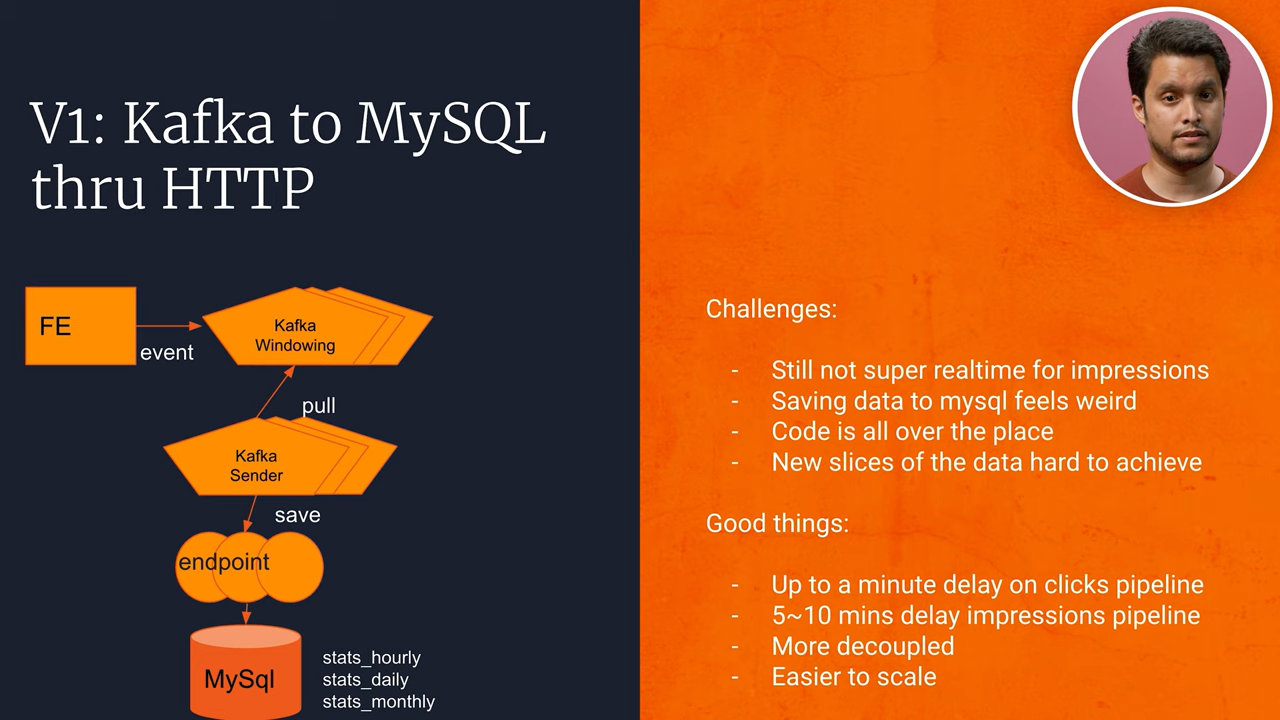 V1: Kafka to MySQL
thru HTTP
FE
event
Kafka
Windowing
pull
Kafka
Sender
save
endpoint
MySql
stats_hourly
stats_daily
stats_monthly
Challenges:
- Still not super realtime for impressions
- Saving data to mysql feels weird
- Code is all over the place
- New slices of the data hard to achieve
Good things:
- Up to a minute delay on clicks pipeline
- 5~10 mins delay impressions pipeline
- More decoupled
- Easier to scale